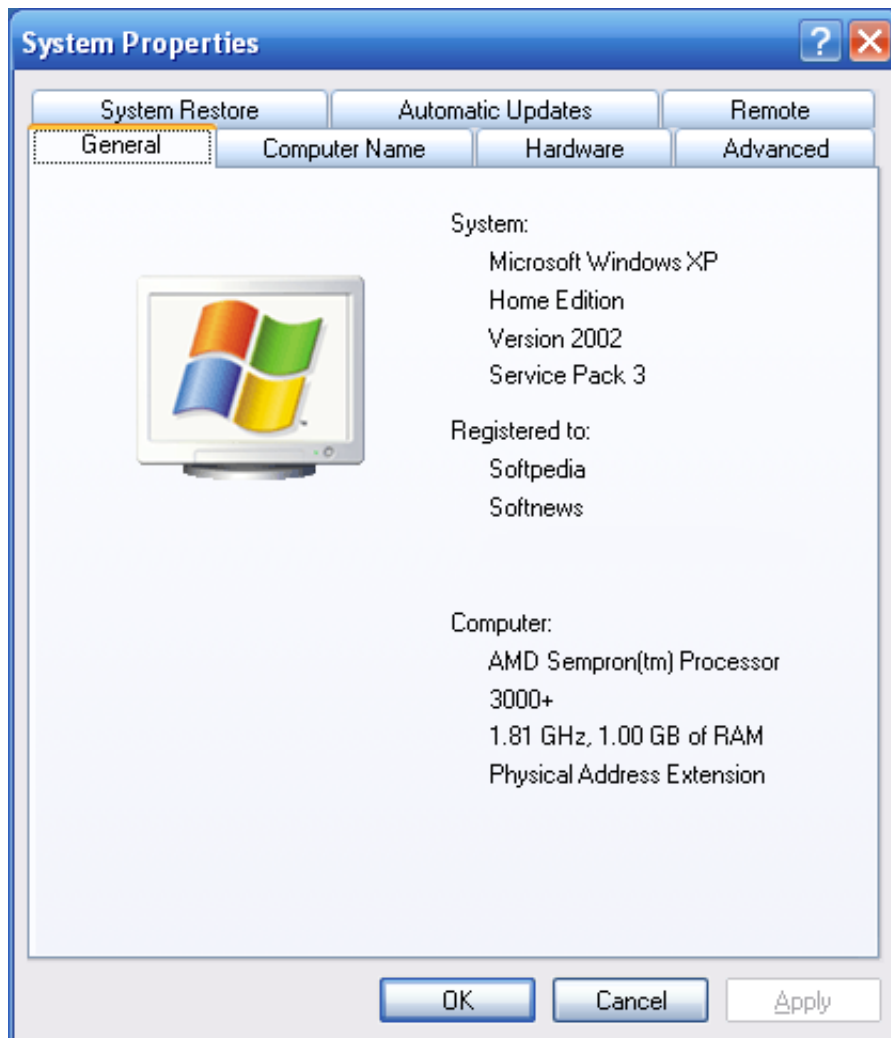 System Properties
System Restore Automatic Updates Remote
General Computer Name Hardware Advanced
System:
Microsoft Windows XP
Home Edition
Version 2002
Service Pack 3
Registered to:
Softpedia
Softnews
Computer:
AMD Sempron(tm) Processor
3000+
1.81 GHz, 1.00 GB of RAM
Physical Address Extension
OK Cancel Apply